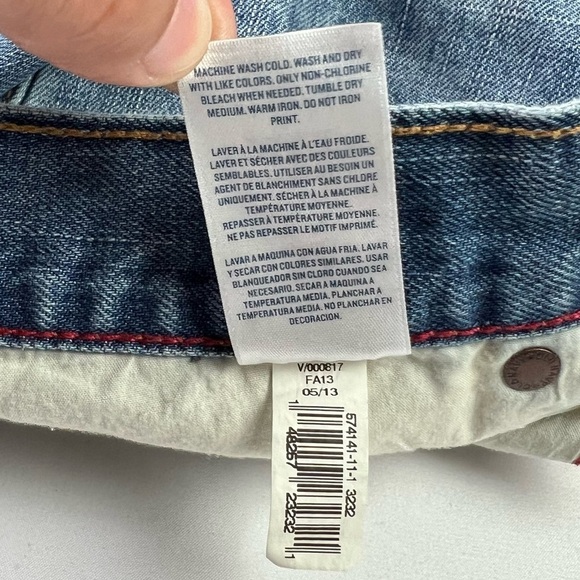 MACHINE WASH COLD. WASH AND DRY
WITH LIKE COLORS. ONLY NON-CHLORINE
BLEACH WHEN NEEDED. TUMBLE DRY
MEDIUM. WARM IRON. DO NOT IRON
PRINT.
LAVER À LA MACHINE À L'EAU FROIDE.
LAVER ET SÉCHER AVEC DES COULEURS
SEMBLABLES. UTILISER AU BESOIN UN
AGENT DE BLANCHIMENT SANS CHLORE
UNIQUEMENT. SÉCHER À LA MACHINE À
TEMPÉRATURE MOYENNE.
REPASSER À TEMPÉRATURE MOYENNE.
NE PAS REPASSER LE MOTIF IMPRIMÉ.
LAVAR A MAQUINA CON AGUA FRIA. LAVAR
Y SECAR CON COLORES SIMILARES. USAR
BLANQUEADOR SIN CLORO CUANDO SEA
NECESARIO. SECAR A MAQUINA A
TEMPERATURA MEDIA. PLANCHAR A
TEMPERATURA MEDIA. NO PLANCHAR EN
DECORACION.
V/000817
FA13
05/13
574141-11-1 3232
1 48257 23232 1